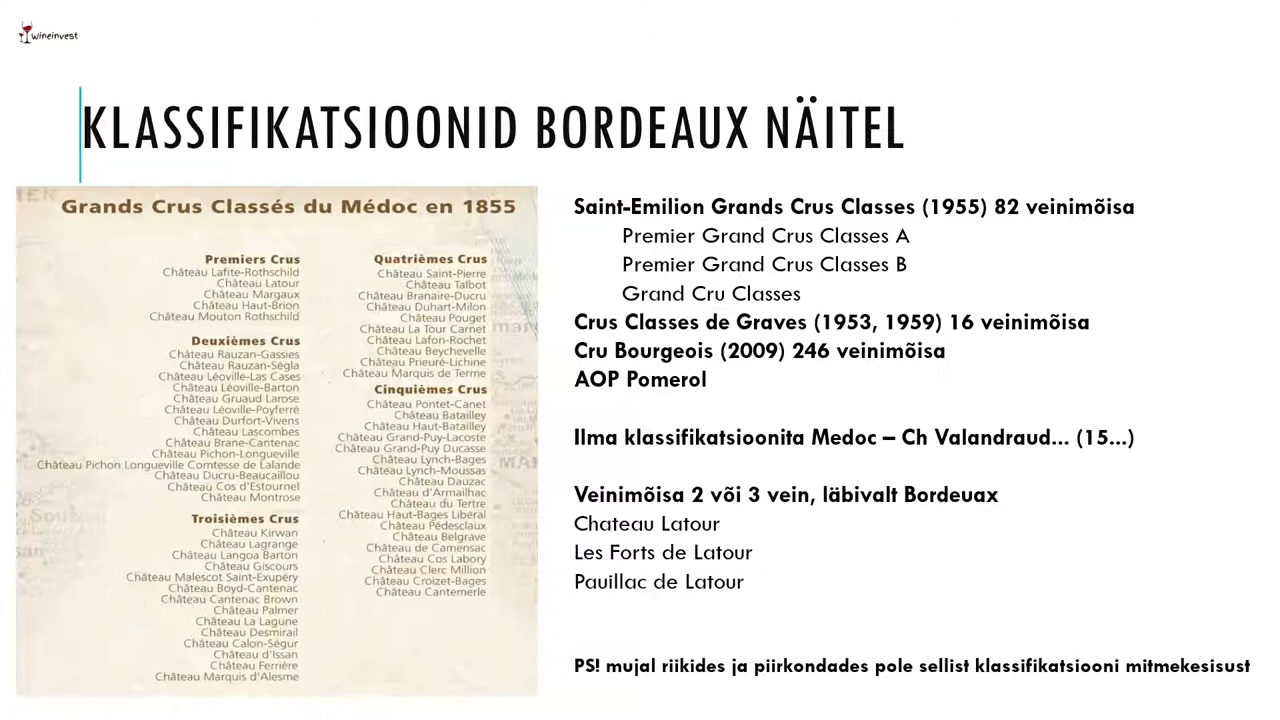 wineinvest
KLASSIFIKATSIOONID BORDEAUX NÄITEL
Grands Crus Classés du Médoc en 1855
Premiers Crus
Château Lafite-Rothschild
Château Latour
Château Margaux
Château Haut-Brion
Château Mouton Rothschild
Deuxièmes Crus
Château Rauzan-Gassies
Château Rauzan-Ségla
Château Léoville-Las Cases
Château Léoville-Barton
Château Gruaud Larose
Château Léoville-Poyferré
Château Durfort-Vivens
Château Lascombes
Château Brane-Cantenac
Château Pichon-Longueville
Château Pichon Longueville Comtesse de Lalande
Château Ducru-Beaucaillou
Château Cos d'Estournel
Château Montrose
Troisièmes Crus
Château Kirwan
Château Lagrange
Château Langoa Barton
Château Giscours
Château Malescot Saint-Exupéry
Château Boyd-Cantenac
Château Cantenac Brown
Château Palmer
Château La Lagune
Château Desmirail
Château Calon-Ségur
Château d'Issan
Château Ferrière
Château Marquis d'Alesme
Quatrièmes Crus
Château Saint-Pierre
Château Talbot
Château Branaire-Ducru
Château Duhart-Milon
Château Pouget
Château La Tour Carnet
Château Lafon-Rochet
Château Beychevelle
Château Prieuré-Lichine
Château Marquis de Terme
Cinquièmes Crus
Château Pontet-Canet
Château Batailley
Château Haut-Batailley
Château Grand-Puy-Lacoste
Château Grand-Puy Ducasse
Château Lynch-Bages
Château Lynch-Moussas
Château Dauzac
Château d'Armailhac
Château du Tertre
Château Haut-Bages Libéral
Château Pédesclaux
Château Belgrave
Château de Camensac
Château Cos Labory
Château Clerc Million
Château Croizet-Bages
Château Cantemerle
Saint-Emilion Grands Crus Classes (1955) 82 veinimõisa
Premier Grand Crus Classes A
Premier Grand Crus Classes B
Grand Cru Classes
Crus Classes de Graves (1953, 1959) 16 veinimõisa
Cru Bourgeois (2009) 246 veinimõisa
AOP Pomerol
Ilma klassifikatsioonita Medoc – Ch Valandraud... (15...)
Veinimõisa 2 või 3 vein, läbivalt Bordeuax
Chateau Latour
Les Forts de Latour
Pauillac de Latour
PS! mujal riikides ja piirkondades pole sellist klassifikatsiooni mitmekesisust